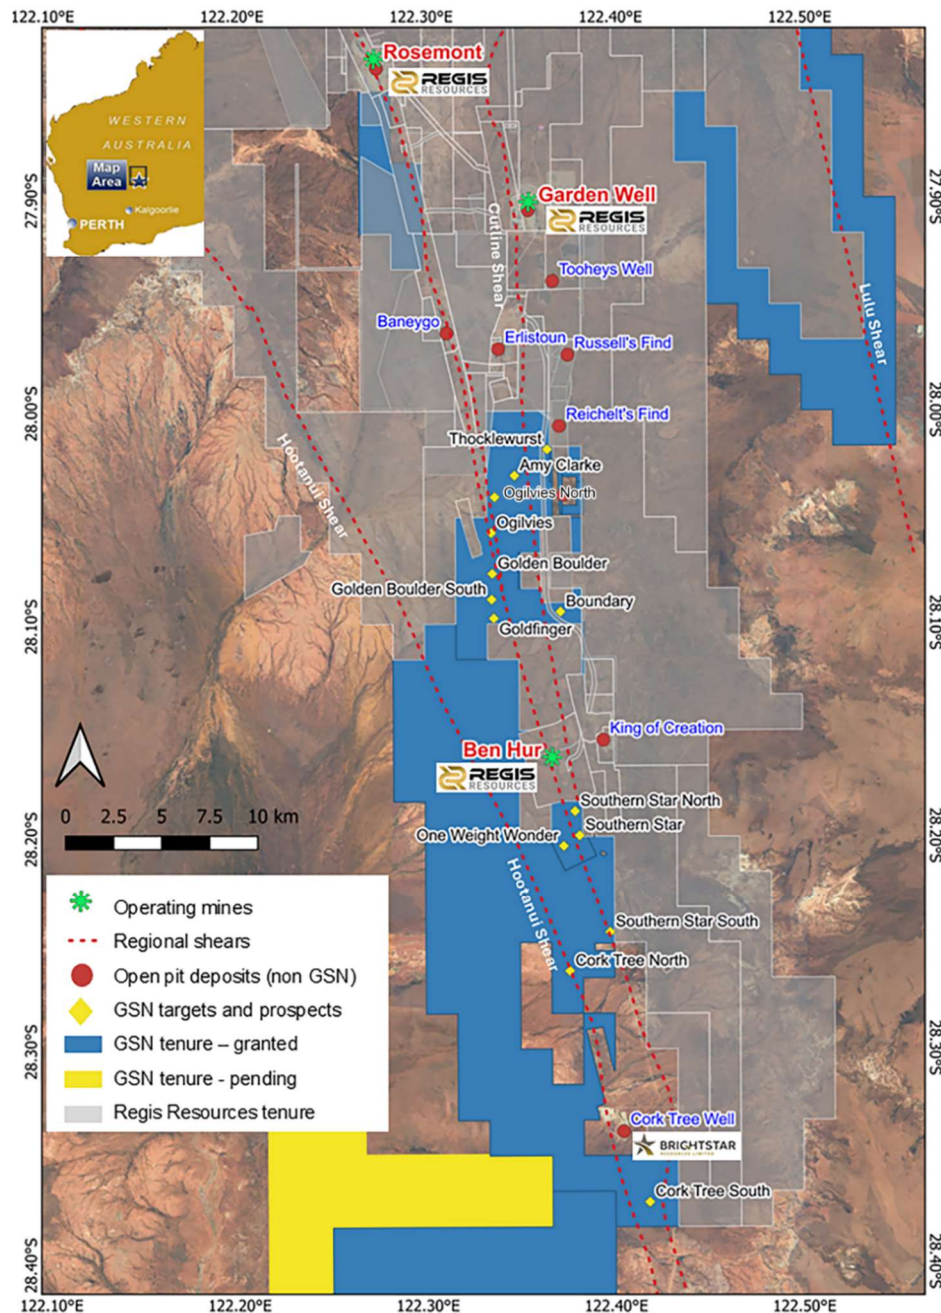 122.10°E 122.20°E 122.30°E 122.40°E 122.50°E
WESTERN
AUSTRALIA
Map
Area
Kalgoorlie
PERTH
Rosemont
REGIS
RESOURCES
27.90°S
27.90°S
Garden Well
REGIS
RESOURCES
Cutline Shear
Tooheys Well
Lulu Shear
Baneygo
Erlistoun
Russell's Find
28.00°S
28.00°S
Reichelt's Find
Thocklewurst
Amy Clarke
Ogilvies North
Hootanui Shear
Ogilvies
Golden Boulder
Golden Boulder South
Boundary
Goldfinger
28.10°S
28.10°S
King of Creation
Ben Hur
REGIS
RESOURCES
0 2.5 5 7.5 10 km
Southern Star North
Southern Star
One Weight Wonder
28.20°S
28.20°S
Hootanui Shear
Southern Star South
Cork Tree North
Operating mines
Regional shears
Open pit deposits (non GSN)
GSN targets and prospects
GSN tenure – granted
GSN tenure - pending
Regis Resources tenure
28.30°S
28.30°S
Cork Tree Well
BRIGHTSTAR
RESOURCES LIMITED
Cork Tree South
28.40°S
28.40°S
122.10°E 122.20°E 122.30°E 122.40°E 122.50°E